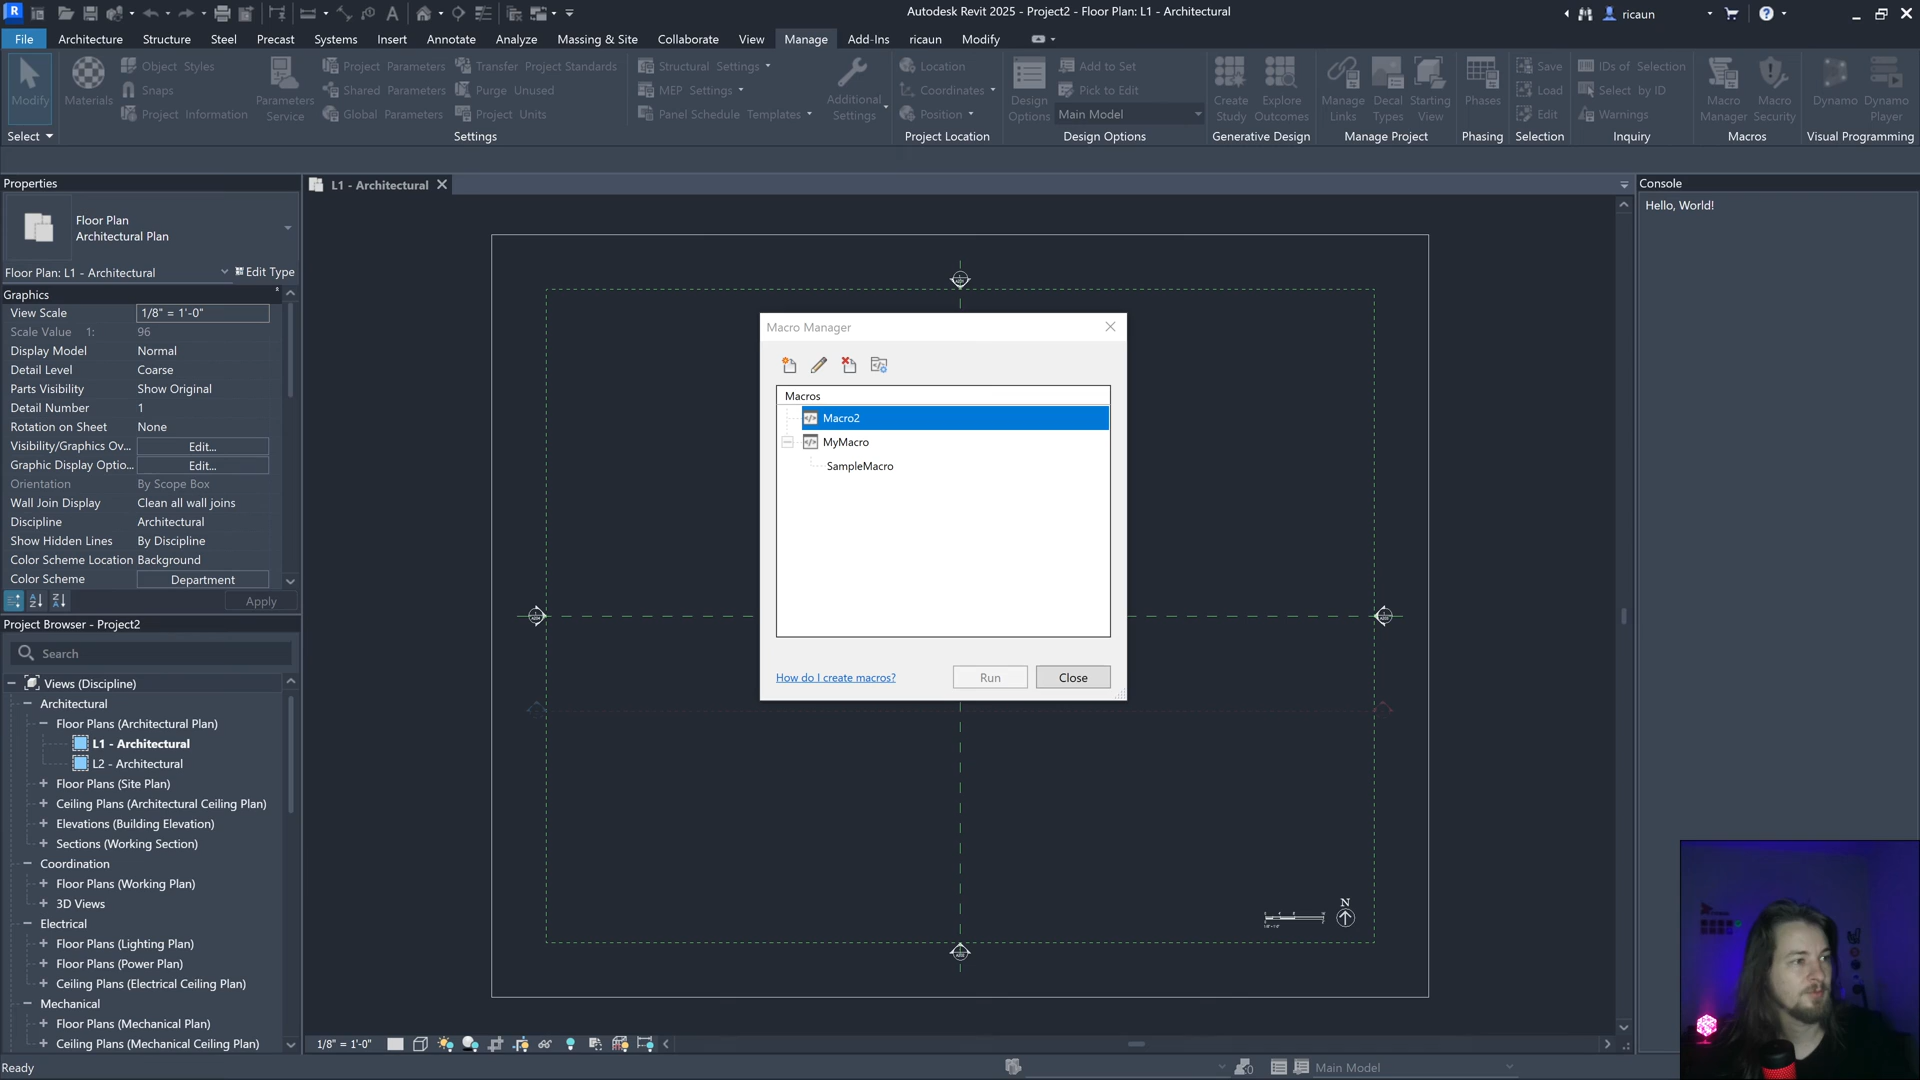 Autodesk Revit 2025 - Project2 - Floor Plan: L1 - Architectural
ricaun
File
Architecture
Structure
Steel
Precast
Systems
Insert
Annotate
Analyze
Massing & Site
Collaborate
View
Manage
Add-Ins
ricaun
Modify
Modify
Select
Materials
Object Styles
Snaps
Project Information
Parameters
Service
Project Parameters
Shared Parameters
Global Parameters
Transfer Project Standards
Purge Unused
Project Units
Structural Settings
MEP Settings
Panel Schedule Templates
Additional
Settings
Settings
Location
Coordinates
Position
Project Location
Design
Options
Add to Set
Pick to Edit
Main Model
Design Options
Create
Study
Explore
Outcomes
Generative Design
Manage
Links
Decal
Types
Starting
View
Manage Project
Phases
Phasing
Save
Load
Edit
Selection
IDs of Selection
Select by ID
Warnings
Inquiry
Macro
Manager
Macro
Security
Macros
Dynamo
Dynamo
Player
Visual Programming
Properties
Floor Plan
Architectural Plan
Floor Plan: L1 - Architectural
Edit Type
Graphics
View Scale 1/8" = 1'-0"
Scale Value 1: 96
Display Model Normal
Detail Level Coarse
Parts Visibility Show Original
Detail Number 1
Rotation on Sheet None
Visibility/Graphics Ov... Edit...
Graphic Display Optio... Edit...
Orientation By Scope Box
Wall Join Display Clean all wall joins
Discipline Architectural
Show Hidden Lines By Discipline
Color Scheme Location Background
Color Scheme Department
Apply
Project Browser - Project2
Search
Views (Discipline)
Architectural
Floor Plans (Architectural Plan)
L1 - Architectural
L2 - Architectural
Floor Plans (Site Plan)
Ceiling Plans (Architectural Ceiling Plan)
Elevations (Building Elevation)
Sections (Working Section)
Coordination
Floor Plans (Working Plan)
3D Views
Electrical
Floor Plans (Lighting Plan)
Floor Plans (Power Plan)
Ceiling Plans (Electrical Ceiling Plan)
Mechanical
Floor Plans (Mechanical Plan)
Ceiling Plans (Mechanical Ceiling Plan)
Ready
L1 - Architectural
Macro Manager
Macros
Macro2
MyMacro
SampleMacro
How do I create macros?
Run
Close
N
1/8" = 1'-0"
Main Model
Console
Hello, World!